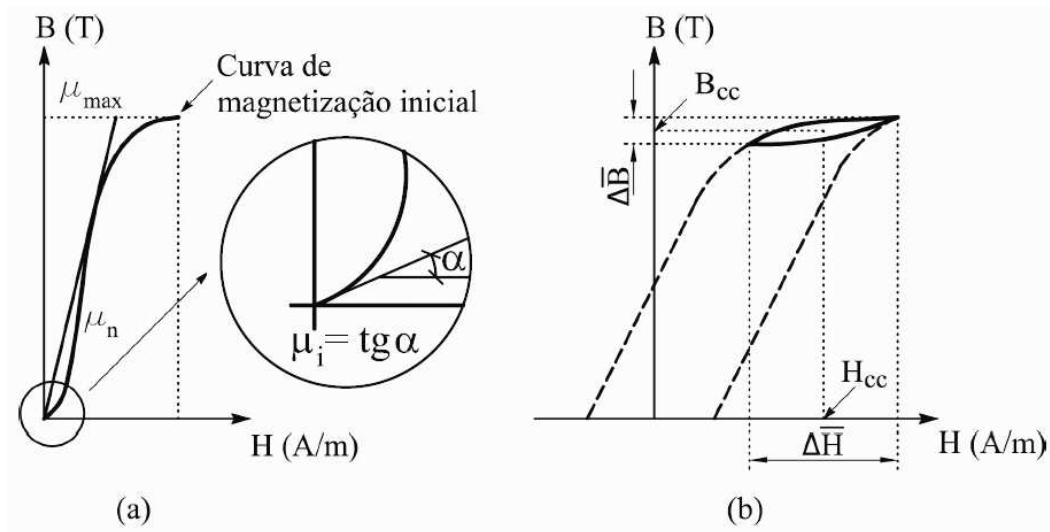 B (T)
μmax
Curva de
magnetização inicial
μn
α
μi = tg α
H (A/m)
(a)
B (T)
Bcc
ΔB̅
Hcc
ΔH̅
H (A/m)
(b)